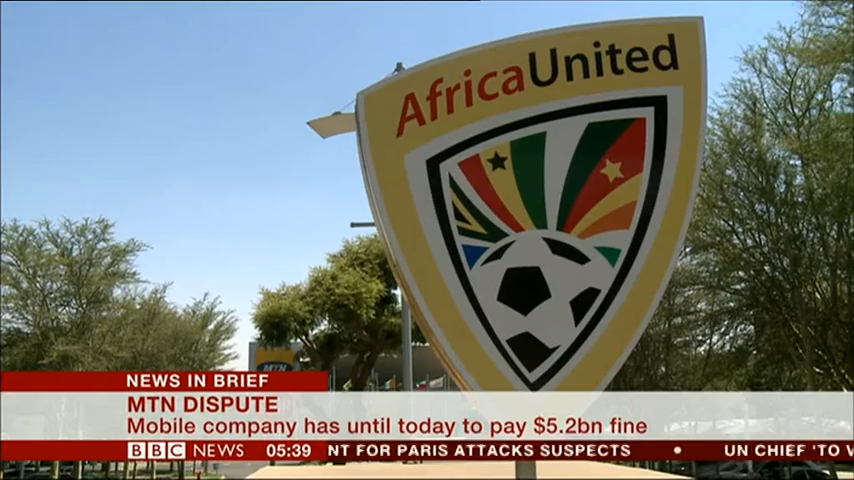 AfricaUnited
MTN
NEWS IN BRIEF
MTN DISPUTE
Mobile company has until today to pay $5.2bn fine
BBC NEWS 05:39 NT FOR PARIS ATTACKS SUSPECTS • UN CHIEF 'TO W